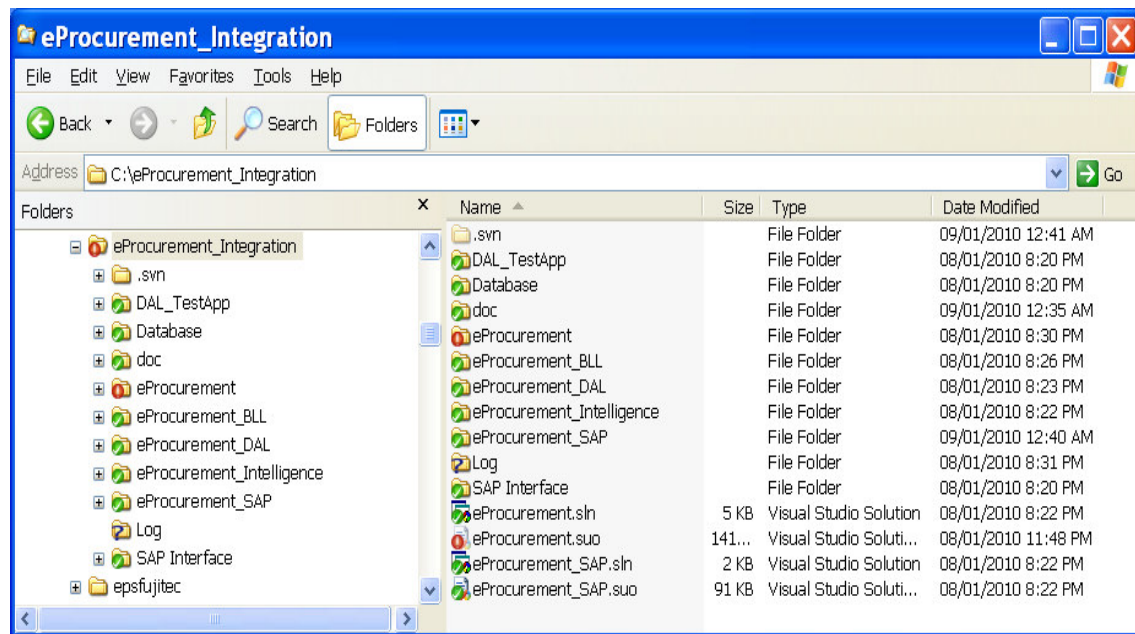 eProcurement_Integration
File Edit View Favorites Tools Help
Back Search Folders
Address C:\eProcurement_Integration Go
Folders x
eProcurement_Integration
.svn
DAL_TestApp
Database
doc
eProcurement
eProcurement_BLL
eProcurement_DAL
eProcurement_Intelligence
eProcurement_SAP
Log
SAP Interface
epsfujitec
Name Size Type Date Modified
.svn File Folder 09/01/2010 12:41 AM
DAL_TestApp File Folder 08/01/2010 8:20 PM
Database File Folder 08/01/2010 8:20 PM
doc File Folder 09/01/2010 12:35 AM
eProcurement File Folder 08/01/2010 8:30 PM
eProcurement_BLL File Folder 08/01/2010 8:26 PM
eProcurement_DAL File Folder 08/01/2010 8:23 PM
eProcurement_Intelligence File Folder 08/01/2010 8:22 PM
eProcurement_SAP File Folder 09/01/2010 12:40 AM
Log File Folder 08/01/2010 8:31 PM
SAP Interface File Folder 08/01/2010 8:20 PM
eProcurement.sln 5 KB Visual Studio Solution 08/01/2010 8:22 PM
eProcurement.suo 141... Visual Studio Soluti... 08/01/2010 11:48 PM
eProcurement_SAP.sln 2 KB Visual Studio Solution 08/01/2010 8:22 PM
eProcurement_SAP.suo 91 KB Visual Studio Soluti... 08/01/2010 8:22 PM